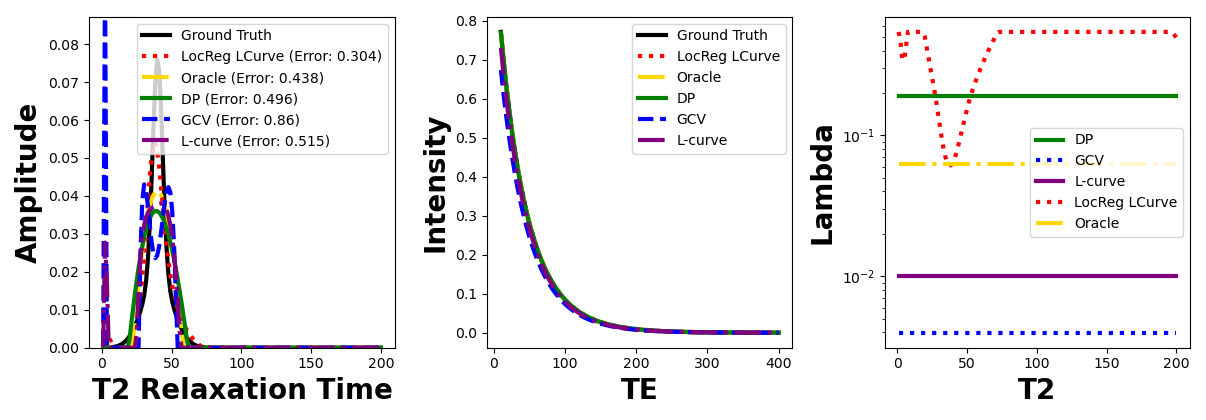 Amplitude
0.08
0.07
0.06
0.05
0.04
0.03
0.02
0.01
0.00
Ground Truth
LocReg LCurve (Error: 0.304)
Oracle (Error: 0.438)
DP (Error: 0.496)
GCV (Error: 0.86)
L-curve (Error: 0.515)
0 50 100 150 200
T2 Relaxation Time
Intensity
0.8
0.7
0.6
0.5
0.4
0.3
0.2
0.1
0.0
Ground Truth
LocReg LCurve
Oracle
DP
GCV
L-curve
0 100 200 300 400
TE
Lambda
10⁻¹
10⁻²
DP
GCV
L-curve
LocReg LCurve
Oracle
0 50 100 150 200
T2